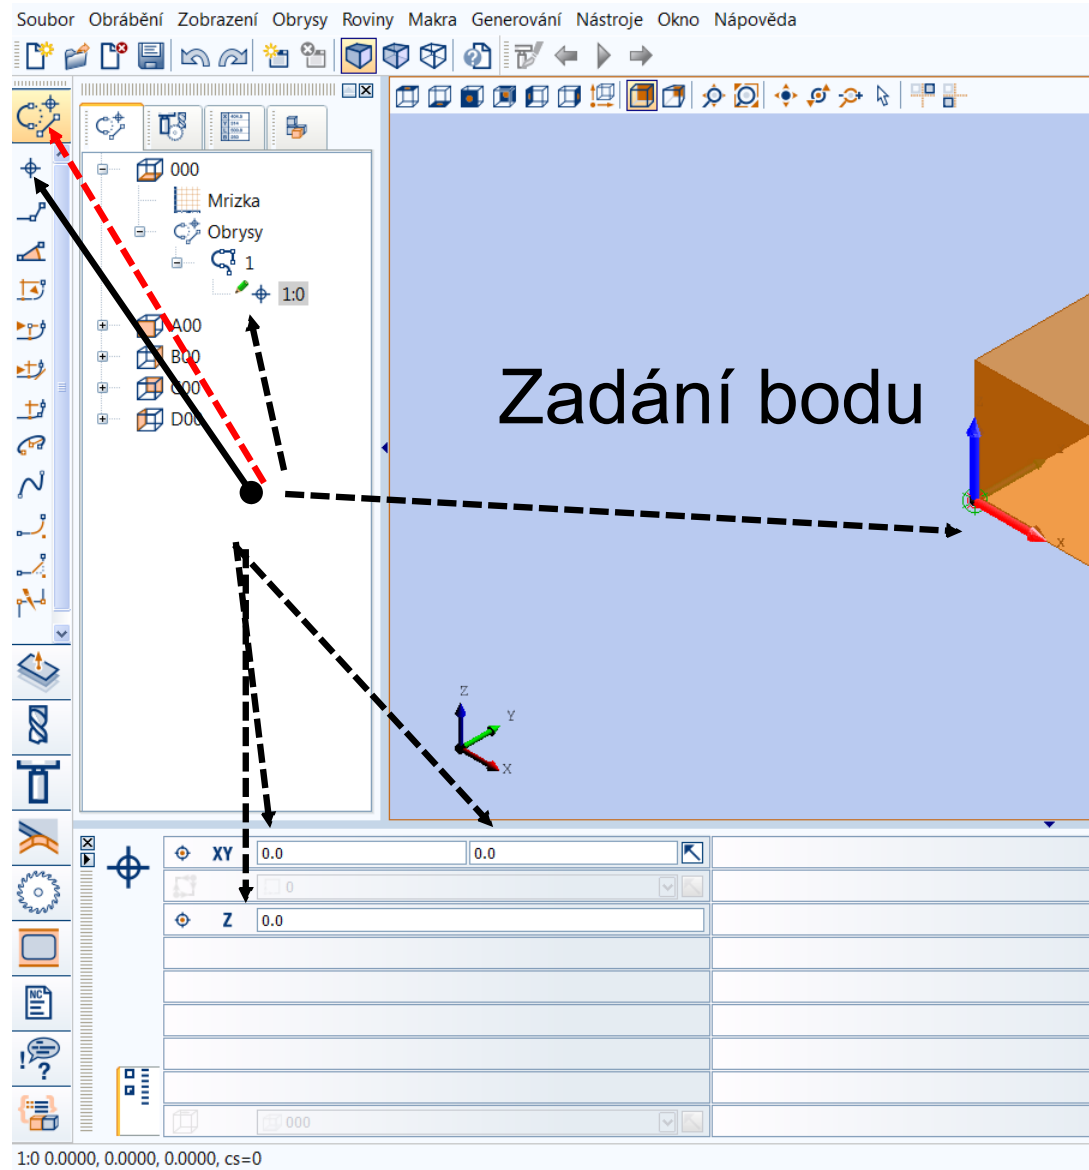 Soubor Obrábění Zobrazení Obrysy Roviny Makra Generování Nástroje Okno Nápověda
000
Mrizka
Obrysy
1
1:0
A00
B00
C00
D00
Zadání bodu
X
Z
Y
X
XY 0.0 0.0
0
Z 0.0
NC
000
1:0 0.0000, 0.0000, 0.0000, cs=0